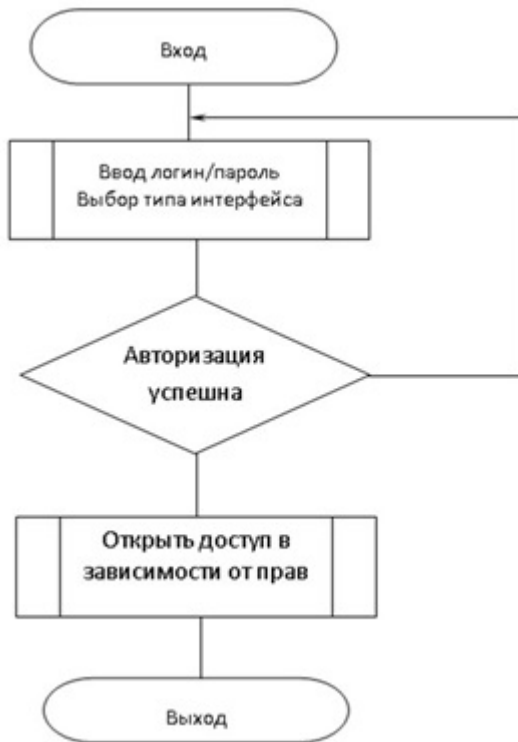 Вход
Ввод логин/пароль
Выбор типа интерфейса
Авторизация
успешна
Открыть доступ в
зависимости от прав
Выход